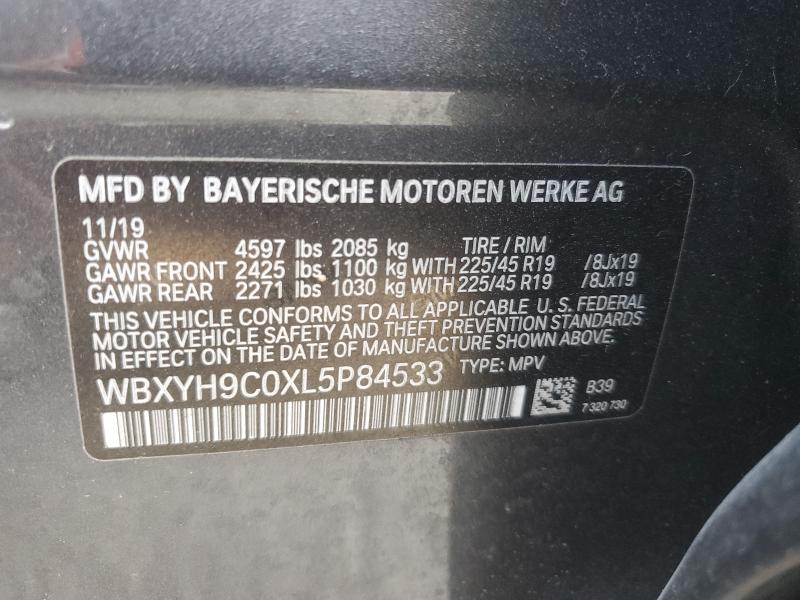 MFD BY BAYERISCHE MOTOREN WERKE AG
11/19 TIRE / RIM
GVWR 4597 lbs 2085 kg
GAWR FRONT 2425 lbs 1100 kg WITH 225/45 R19 /8Jx19
GAWR REAR 2271 lbs 1030 kg WITH 225/45 R19 /8Jx19
THIS VEHICLE CONFORMS TO ALL APPLICABLE U. S. FEDERAL
MOTOR VEHICLE SAFETY AND THEFT PREVENTION STANDARDS
IN EFFECT ON THE DATE OF MANUFACTURE SHOWN ABOVE.
WBXYH9C0XL5P84533 TYPE: MPV
B39
7 320 730